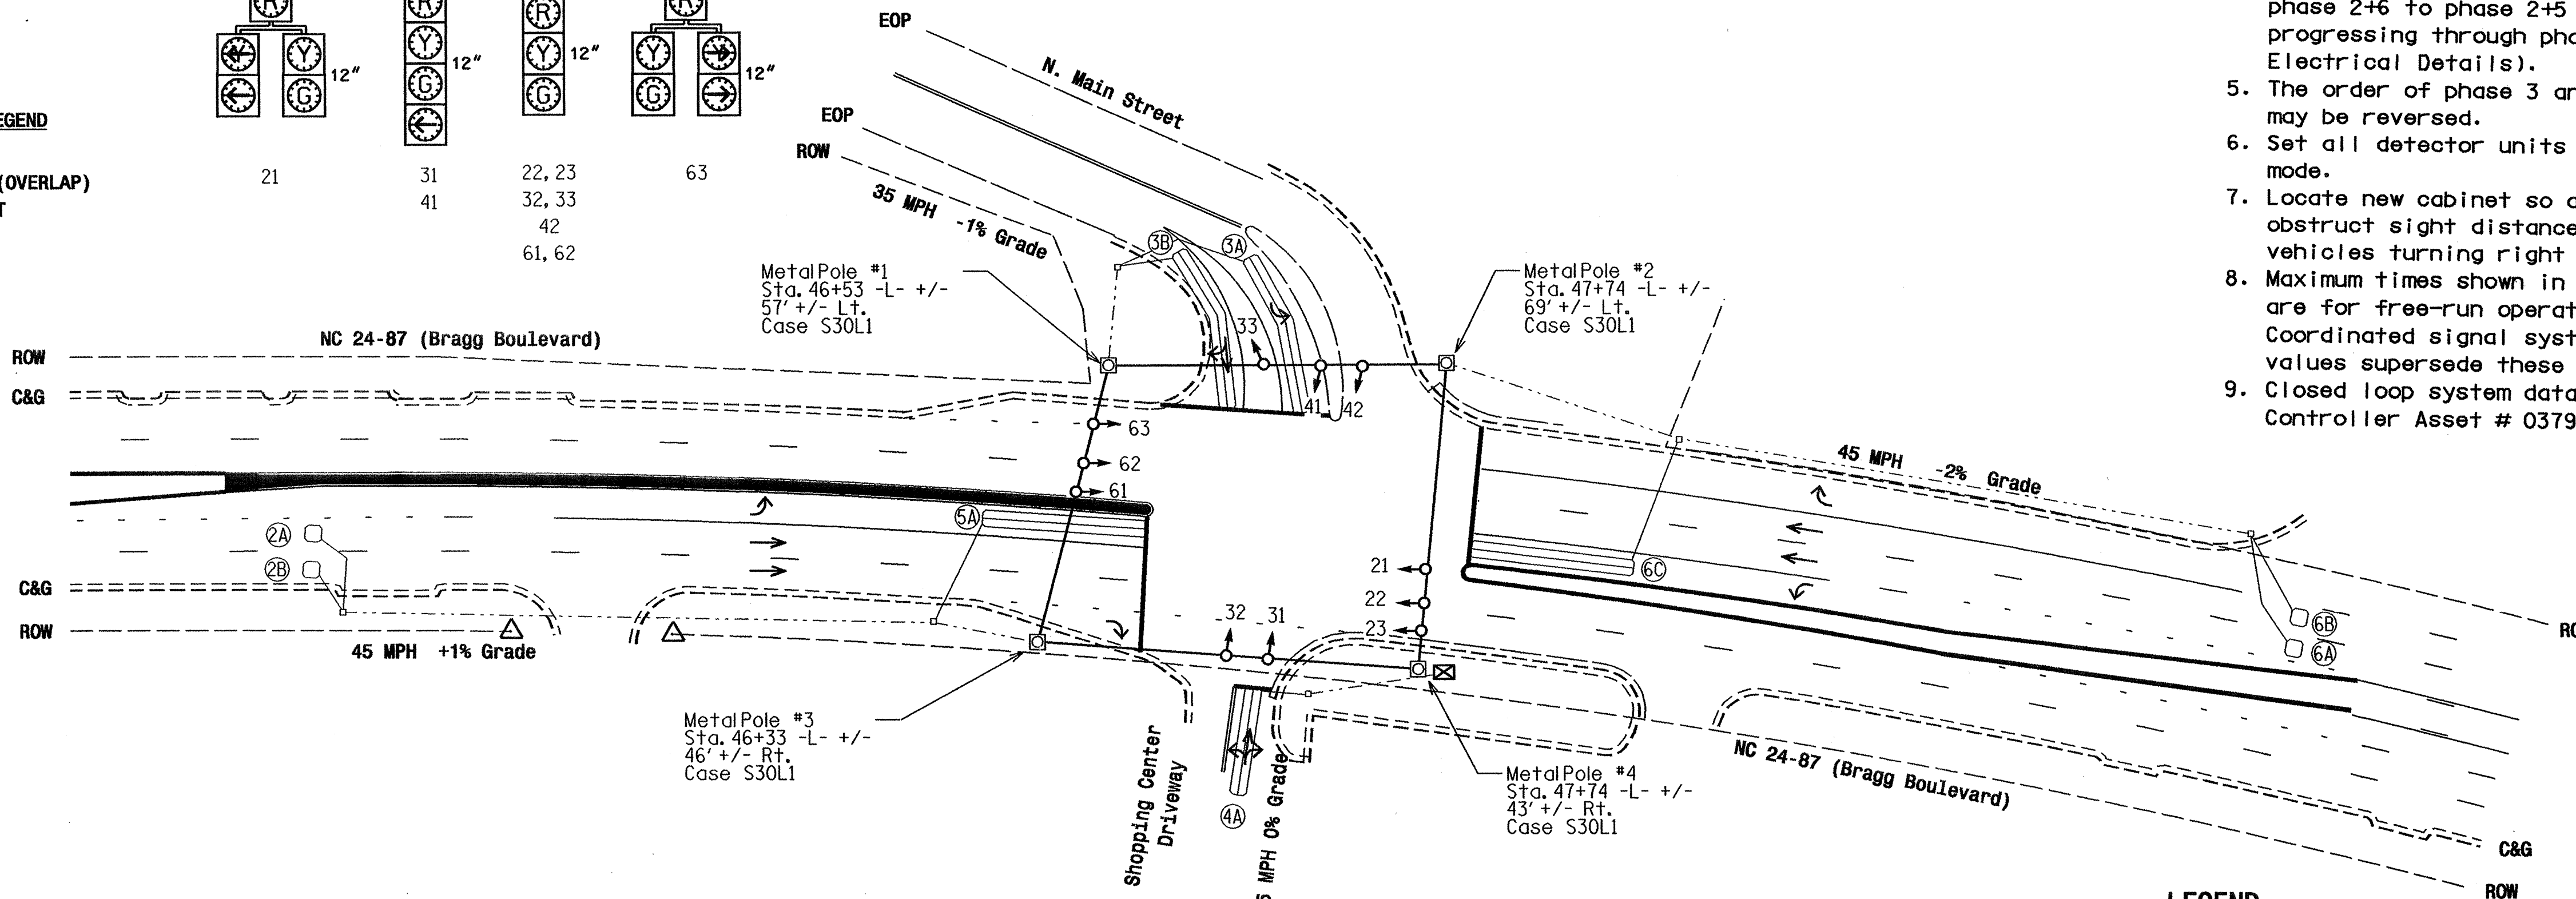 R
Y
G
12"
R
Y
G
12"
R
Y
G
12"
R
Y
G
12"
(OVERLAP)
21
31
41
22, 23
32, 33
42
61, 62
63
phase 2+6 to phase 2+5
progressing through
Electrical Details).
5. The order of phase 3
may be reversed.
6. Set all detector units
mode.
7. Locate new cabinet so
obstruct sight distance
vehicles turning right
8. Maximum times shown in
are for free-run
Coordinated signal
values supersede these
9. Closed loop system data
Controller Asset # 0379
EOP
N. Main Street
EOP
ROW
35 MPH -1% Grade
3B
3A
Metal Pole #1
Sta. 46+53 -L- +/-
57' +/- Lt.
Case S30L1
Metal Pole #2
Sta. 47+74 -L- +/-
69' +/- Lt.
Case S30L1
33
41
42
NC 24-87 (Bragg Boulevard)
ROW
C&G
63
62
61
45 MPH -2% Grade
5A
2A
2B
6C
21
22
23
32
31
6B
6A
C&G
ROW
45 MPH +1% Grade
Metal Pole #3
Sta. 46+33 -L- +/-
46' +/- Rt.
Case S30L1
Shopping Center
Driveway
4A
MPH 0% Grade
Metal Pole #4
Sta. 47+74 -L- +/-
43' +/- Rt.
Case S30L1
NC 24-87 (Bragg Boulevard)
C&G
ROW
LEGEND